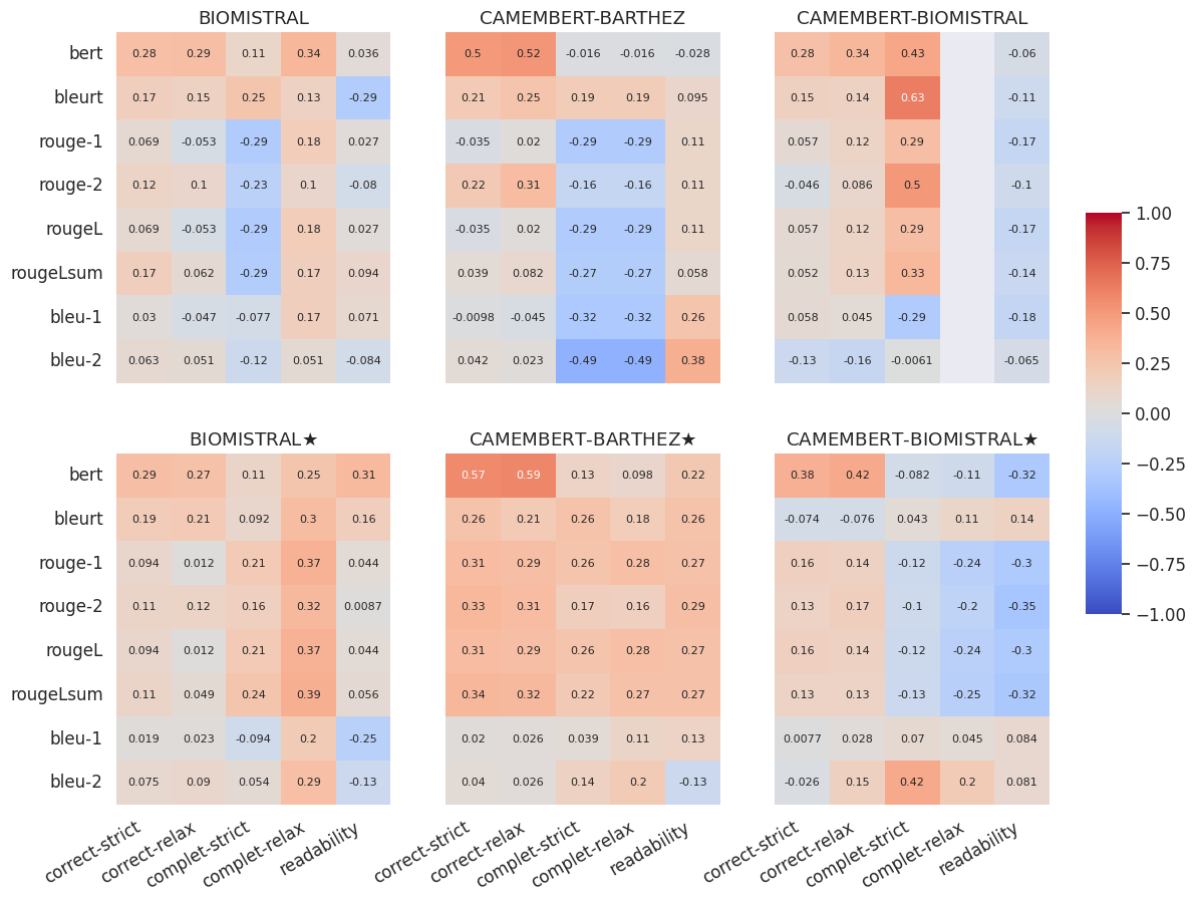 BIOMISTRAL CAMEMBERT-BARTHEZ CAMEMBERT-BIOMISTRAL
bert 0.28 0.29 0.11 0.34 0.036 0.5 0.52 -0.016 -0.016 -0.028 0.28 0.34 0.43 -0.06
bleurt 0.17 0.15 0.25 0.13 -0.29 0.21 0.25 0.19 0.19 0.095 0.15 0.14 0.63 -0.11
rouge-1 0.069 -0.053 -0.29 0.18 0.027 -0.035 0.02 -0.29 -0.29 0.11 0.057 0.12 0.29 -0.17
rouge-2 0.12 0.1 -0.23 0.1 -0.08 0.22 0.31 -0.16 -0.16 0.11 -0.046 0.086 0.5 -0.1
rougeL 0.069 -0.053 -0.29 0.18 0.027 -0.035 0.02 -0.29 -0.29 0.11 0.057 0.12 0.29 -0.17
rougeLsum 0.17 0.062 -0.29 0.17 0.094 0.039 0.082 -0.27 -0.27 0.058 0.052 0.13 0.33 -0.14
bleu-1 0.03 -0.047 -0.077 0.17 0.071 -0.0098 -0.045 -0.32 -0.32 0.26 0.058 0.045 -0.29 -0.18
bleu-2 0.063 0.051 -0.12 0.051 -0.084 0.042 0.023 -0.49 -0.49 0.38 -0.13 -0.16 -0.0061 -0.065
1.00
0.75
0.50
0.25
0.00
−0.25
−0.50
−0.75
−1.00
BIOMISTRAL★ CAMEMBERT-BARTHEZ★ CAMEMBERT-BIOMISTRAL★
bert 0.29 0.27 0.11 0.25 0.31 0.57 0.59 0.13 0.098 0.22 0.38 0.42 -0.082 -0.11 -0.32
bleurt 0.19 0.21 0.092 0.3 0.16 0.26 0.21 0.26 0.18 0.26 -0.074 -0.076 0.043 0.11 0.14
rouge-1 0.094 0.012 0.21 0.37 0.044 0.31 0.29 0.26 0.28 0.27 0.16 0.14 -0.12 -0.24 -0.3
rouge-2 0.11 0.12 0.16 0.32 0.0087 0.33 0.31 0.17 0.16 0.29 0.13 0.17 -0.1 -0.2 -0.35
rougeL 0.094 0.012 0.21 0.37 0.044 0.31 0.29 0.26 0.28 0.27 0.16 0.14 -0.12 -0.24 -0.3
rougeLsum 0.11 0.049 0.24 0.39 0.056 0.34 0.32 0.22 0.27 0.27 0.13 0.13 -0.13 -0.25 -0.32
bleu-1 0.019 0.023 -0.094 0.2 -0.25 0.02 0.026 0.039 0.11 0.13 0.0077 0.028 0.07 0.045 0.084
bleu-2 0.075 0.09 0.054 0.29 -0.13 0.04 0.026 0.14 0.2 -0.13 -0.026 0.15 0.42 0.2 0.081
correct-strict correct-relax complet-strict complet-relax readability correct-strict correct-relax complet-strict complet-relax readability correct-strict correct-relax complet-strict complet-relax readability